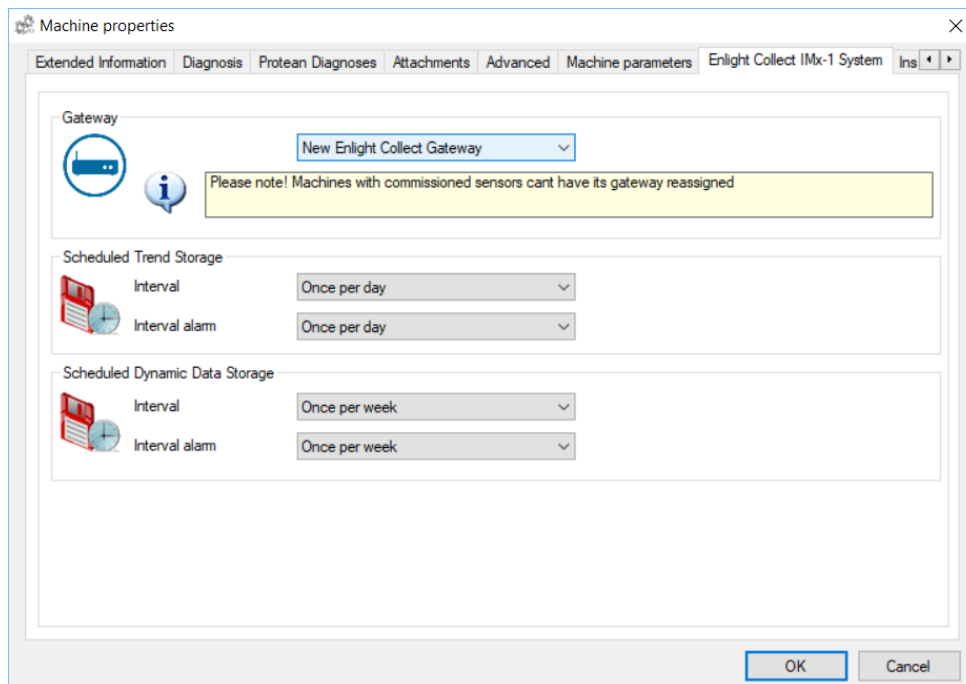 Machine properties
Extended Information Diagnosis Protean Diagnoses Attachments Advanced Machine parameters Enlight Collect IMx-1 System Ins
Gateway
New Enlight Collect Gateway
Please note! Machines with commissioned sensors cant have its gateway reassigned
Scheduled Trend Storage
Interval Once per day
Interval alarm Once per day
Scheduled Dynamic Data Storage
Interval Once per week
Interval alarm Once per week
OK Cancel